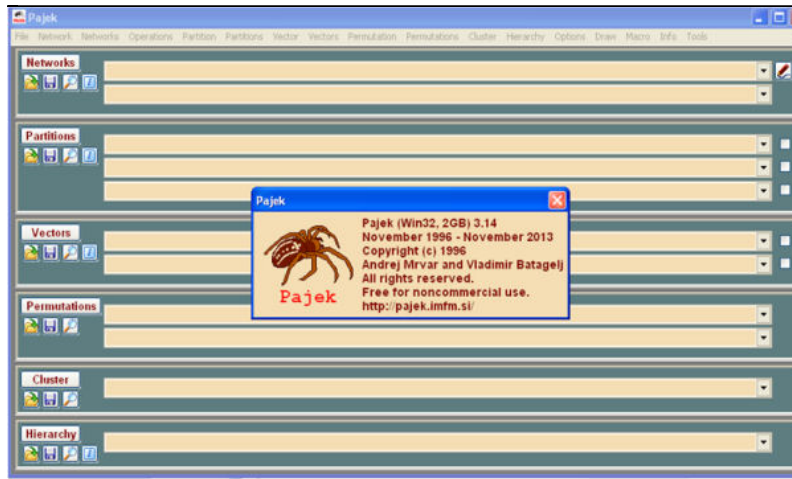 Pajek
File Network Networks Operations Partition Partitions Vector Vectors Permutation Permutations Cluster Hierarchy Options Draw Macro Info Tools
Networks
Partitions
Pajek
Pajek (Win32, 2GB) 3.14
November 1996 - November 2013
Copyright (c) 1996
Andrej Mrvar and Vladimir Batagelj
All rights reserved.
Free for noncommercial use.
http://pajek.imfm.si/
Pajek
Vectors
Permutations
Cluster
Hierarchy